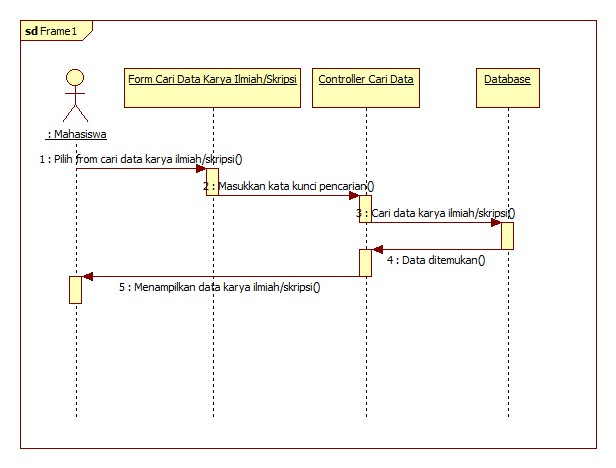 sd Frame1
Form Cari Data Karya Ilmiah/Skripsi
Controller Cari Data
Database
: Mahasiswa
1 : Pilih from cari data karya ilmiah/skripsi()
2 : Masukkan kata kunci pencarian()
3 : Cari data karya ilmiah/skripsi()
4 : Data ditemukan()
5 : Menampilkan data karya ilmiah/skripsi()